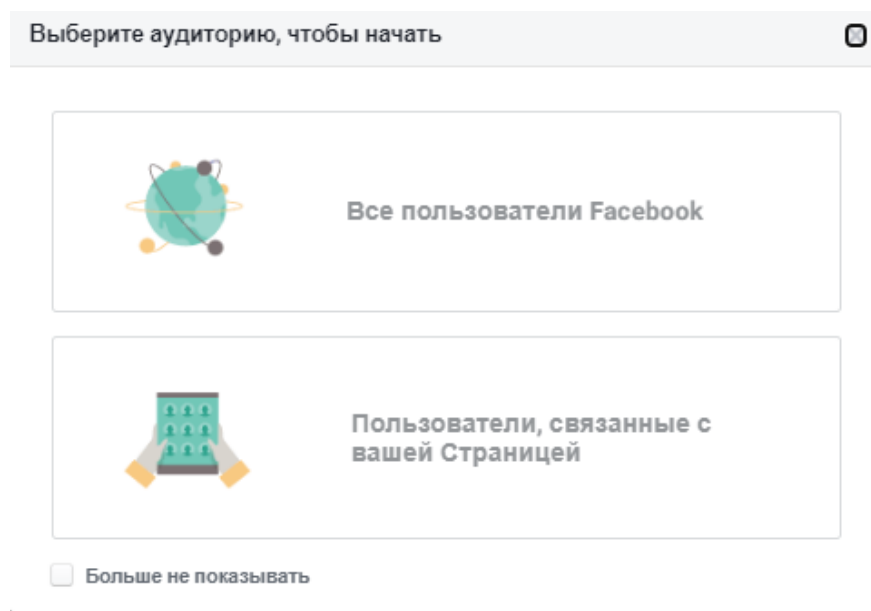 Выберите аудиторию, чтобы начать
Все пользователи Facebook
Пользователи, связанные с
вашей Страницей
Больше не показывать